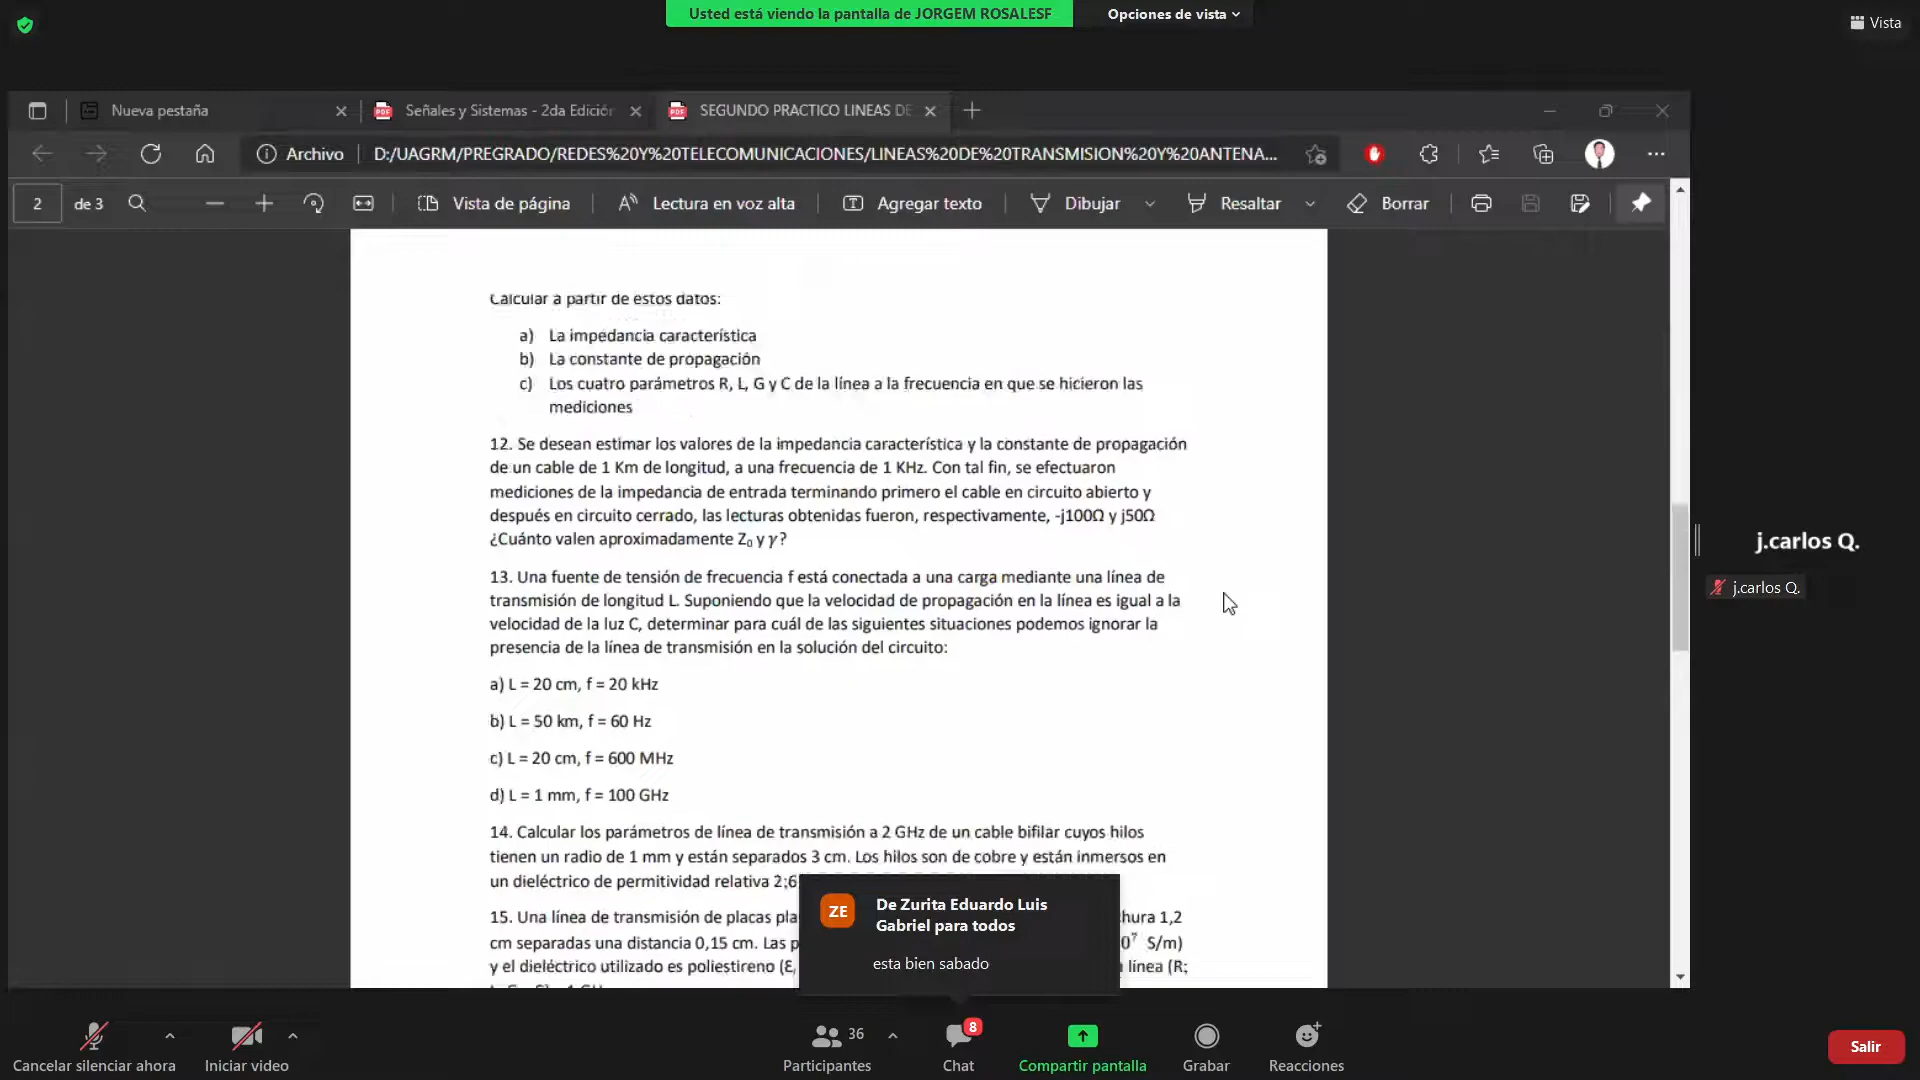 Usted está viendo la pantalla de JORGEM ROSALESF
Opciones de vista
Vista
Nueva pestaña
Señales y Sistemas - 2da Edición
SEGUNDO PRACTICO LINEAS DE
Archivo
D:/UAGRM/PREGRADO/REDES%20Y%20TELECOMUNICACIONES/LINEAS%20DE%20TRANSMISION%20Y%20ANTENA...
2 de 3
Vista de página
Lectura en voz alta
Agregar texto
Dibujar
Resaltar
Borrar
Calcular a partir de estos datos:
a) La impedancia característica
b) La constante de propagación
c) Los cuatro parámetros R, L, G y C de la línea a la frecuencia en que se hicieron las
mediciones
12. Se desean estimar los valores de la impedancia característica y la constante de propagación
de un cable de 1 Km de longitud, a una frecuencia de 1 KHz. Con tal fin, se efectuaron
mediciones de la impedancia de entrada terminando primero el cable en circuito abierto y
después en circuito cerrado, las lecturas obtenidas fueron, respectivamente, -j100Ω y j50Ω
¿Cuánto valen aproximadamente Z₀ y γ?
13. Una fuente de tensión de frecuencia f está conectada a una carga mediante una línea de
transmisión de longitud L. Suponiendo que la velocidad de propagación en la línea es igual a la
velocidad de la luz C, determinar para cuál de las siguientes situaciones podemos ignorar la
presencia de la línea de transmisión en la solución del circuito:
a) L = 20 cm, f = 20 kHz
b) L = 50 km, f = 60 Hz
c) L = 20 cm, f = 600 MHz
d) L = 1 mm, f = 100 GHz
14. Calcular los parámetros de línea de transmisión a 2 GHz de un cable bifilar cuyos hilos
tienen un radio de 1 mm y están separados 3 cm. Los hilos son de cobre y están inmersos en
un dieléctrico de permitividad relativa 2;6
15. Una línea de transmisión de placas pla hura 1,2
cm separadas una distancia 0,15 cm. Las p 0⁷ S/m)
y el dieléctrico utilizado es poliestireno (ε, línea (R;
ZE
De Zurita Eduardo Luis
Gabriel para todos
esta bien sabado
j.carlos Q.
j.carlos Q.
Cancelar silenciar ahora
Iniciar video
36
Participantes
8
Chat
Compartir pantalla
Grabar
Reacciones
Salir